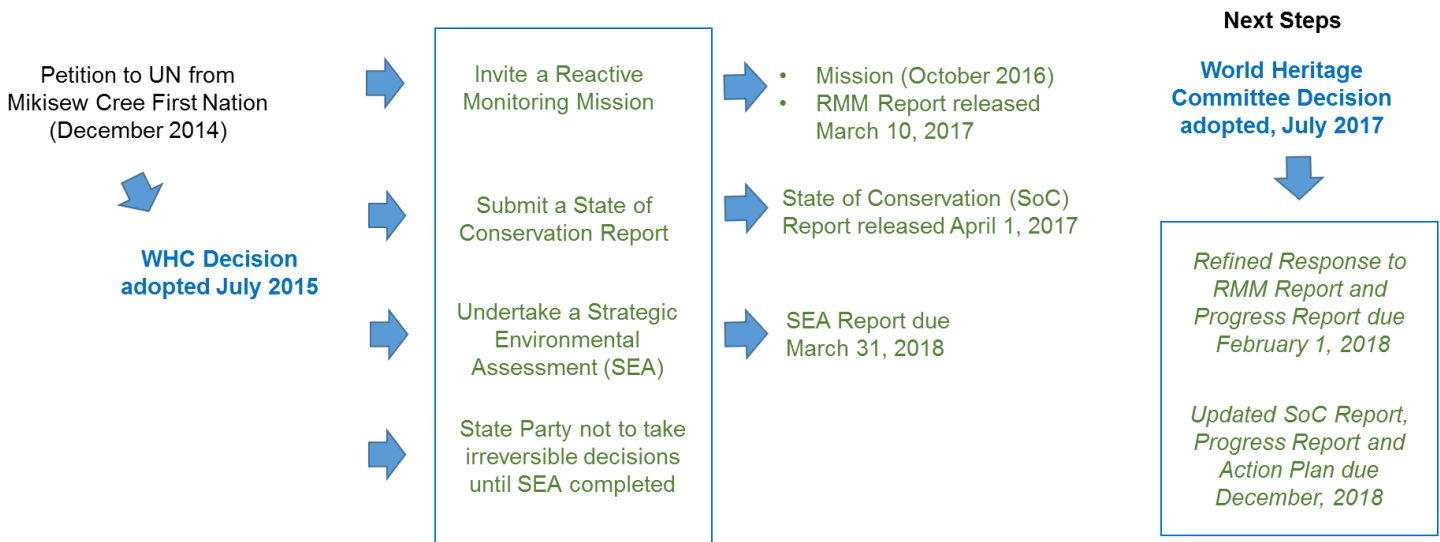 Petition to UN from
Mikisew Cree First Nation
(December 2014)
WHC Decision
adopted July 2015
Invite a Reactive
Monitoring Mission
Submit a State of
Conservation Report
Undertake a Strategic
Environmental
Assessment (SEA)
State Party not to take
irreversible decisions
until SEA completed
• Mission (October 2016)
• RMM Report released
March 10, 2017
State of Conservation (SoC)
Report released April 1, 2017
SEA Report due
March 31, 2018
Next Steps
World Heritage
Committee Decision
adopted, July 2017
Refined Response to
RMM Report and
Progress Report due
February 1, 2018
Updated SoC Report,
Progress Report and
Action Plan due
December, 2018